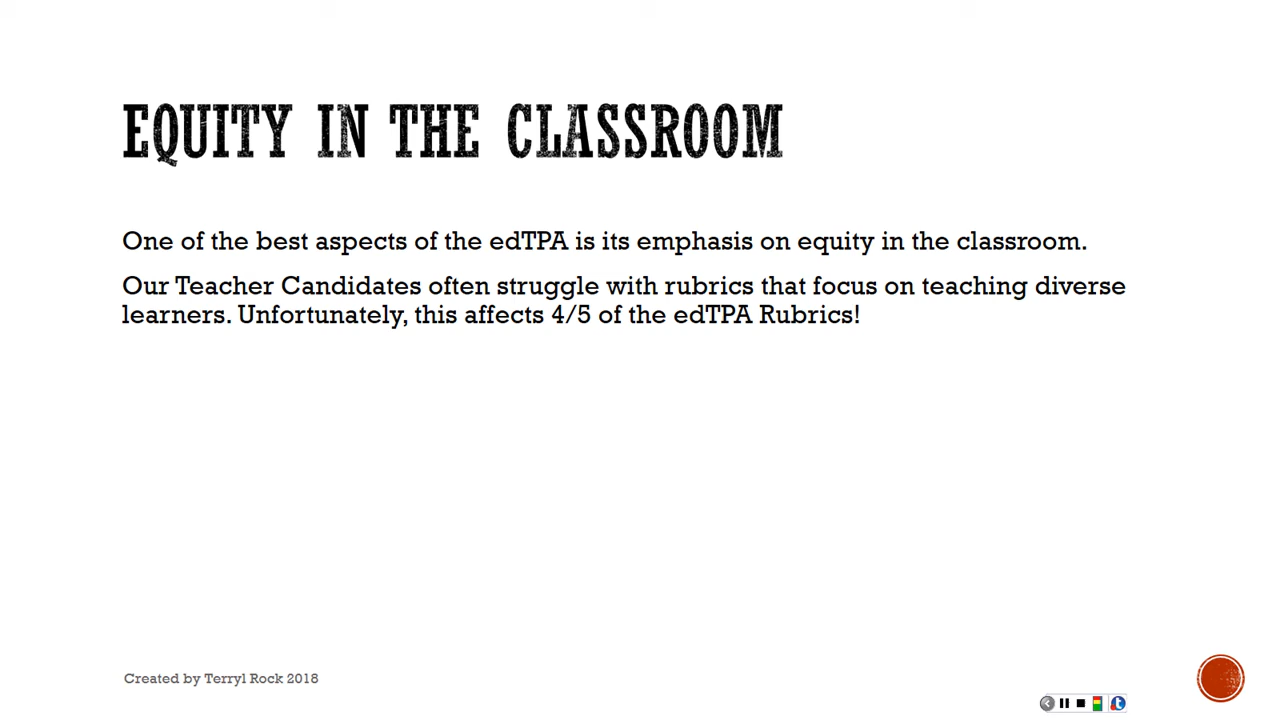 EQUITY IN THE CLASSROOM
One of the best aspects of the edTPA is its emphasis on equity in the classroom.
Our Teacher Candidates often struggle with rubrics that focus on teaching diverse
learners. Unfortunately, this affects 4/5 of the edTPA Rubrics!
Created by Terryl Rock 2018
t